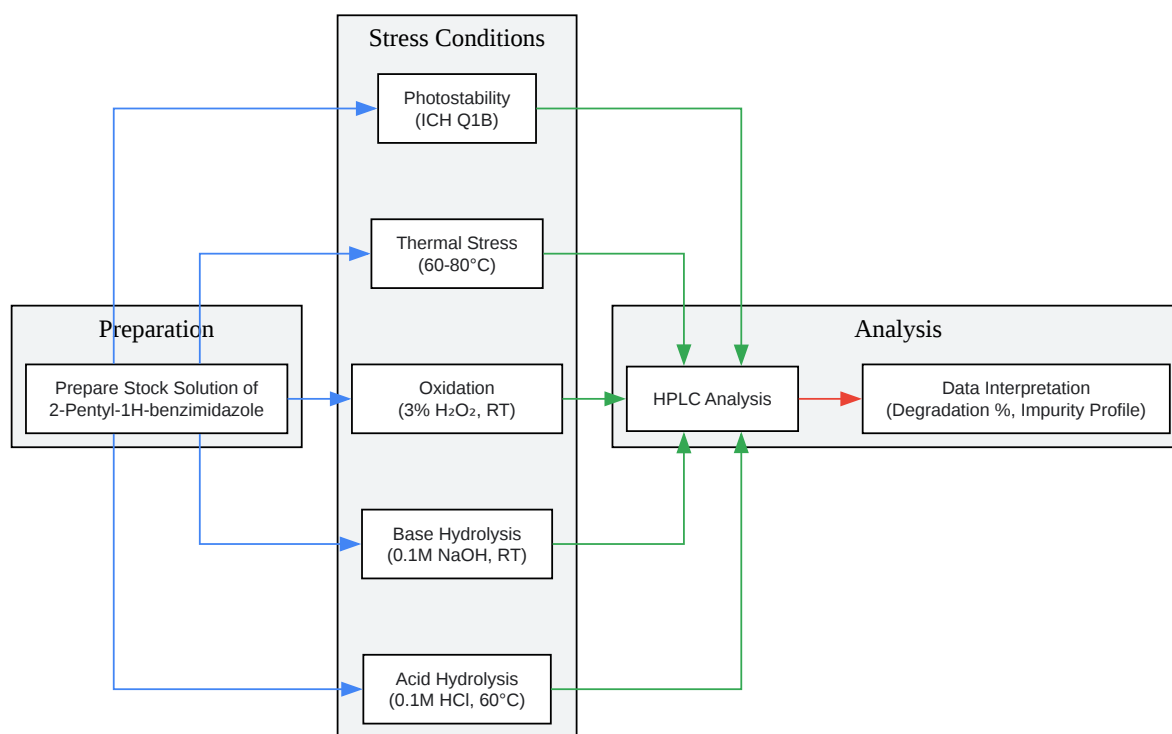 Stress Conditions
Photostability
(ICH Q1B)
Thermal Stress
(60-80°C)
Preparation
Prepare Stock Solution of
2-Pentyl-1H-benzimidazole
Oxidation
(3% H₂O₂, RT)
Analysis
HPLC Analysis
Data Interpretation
(Degradation %, Impurity Profile)
Base Hydrolysis
(0.1M NaOH, RT)
Acid Hydrolysis
(0.1M HCl, 60°C)